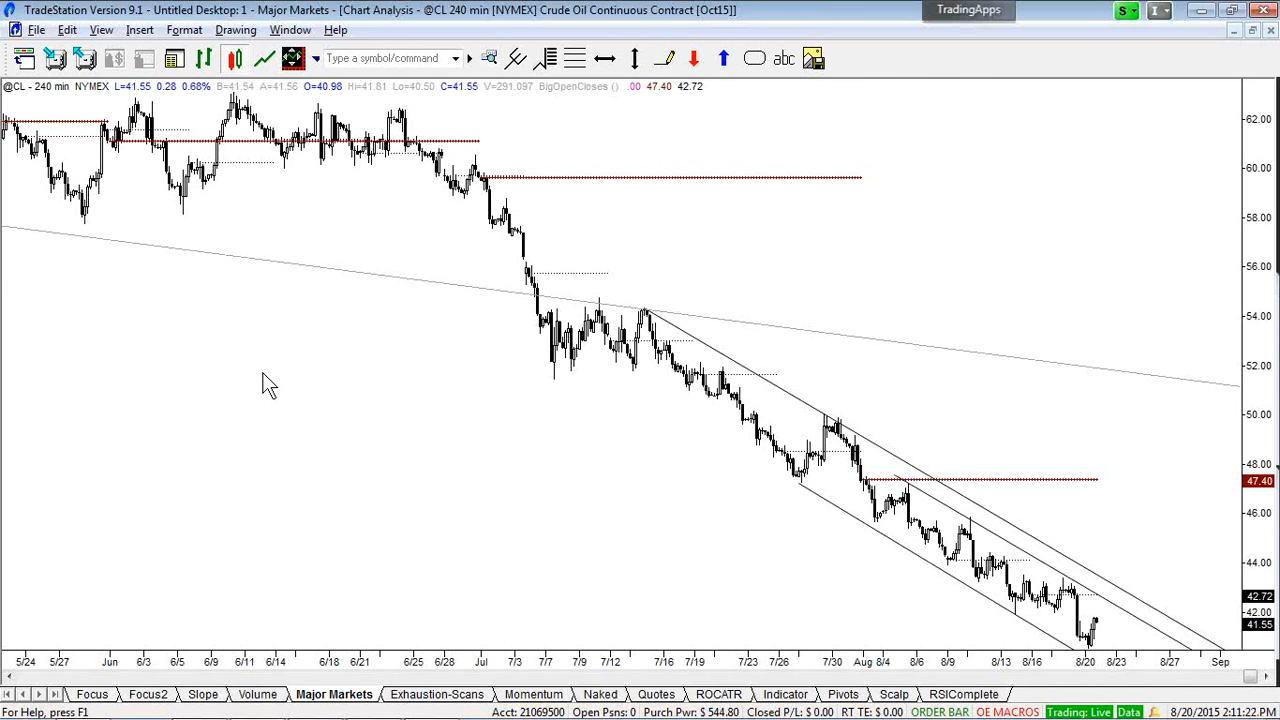 TradeStation Version 9.1 - Untitled Desktop: 1 - Major Markets - [Chart Analysis - @CL 240 min [NYMEX] Crude Oil Continuous Contract [Oct15]]
TradingApps
S
I
File Edit View Insert Format Drawing Window Help
Type a symbol/command
abc
@CL - 240 min NYMEX L=41.55 0.28 0.68% B=41.54 A=41.56 O=40.98 Hi=41.81 Lo=40.50 C=41.55 V=291.097 BigOpenCloses () .00 47.40 42.72
62.00
60.00
58.00
56.00
54.00
52.00
50.00
48.00
47.40
46.00
44.00
42.72
42.00
41.55
5/24 5/27 Jun 6/3 6/5 6/9 6/11 6/14 6/18 6/21 6/25 6/28 Jul 7/3 7/7 7/9 7/12 7/16 7/19 7/23 7/26 7/30 Aug 8/4 8/6 8/9 8/13 8/16 8/20 8/23 8/27 Sep
Focus Focus2 Slope Volume Major Markets Exhaustion-Scans Momentum Naked Quotes ROCATR Indicator Pivots Scalp RSIComplete
For Help, press F1 Acct: 21069500 Open Psns: 0 Purch Pwr: $ 544.80 Closed P/L: $ 0.00 RT TE: $ 0.00 ORDER BAR OE MACROS Trading: Live Data 8/20/2015 2:11:22 PM